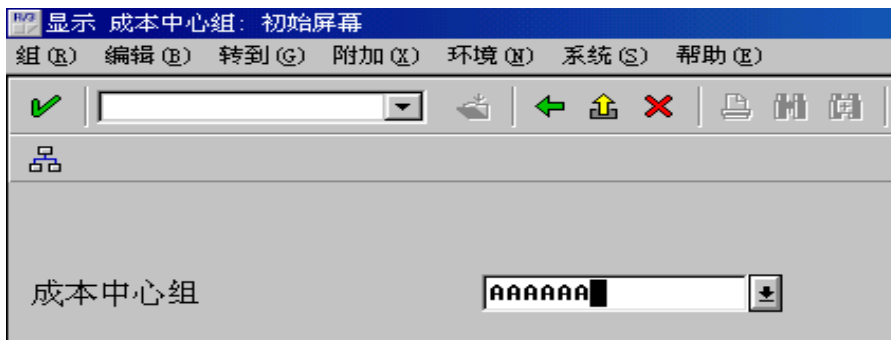 显示 成本中心组: 初始屏幕
组(R) 编辑(B) 转到(G) 附加(X) 环境(N) 系统(S) 帮助(E)
成本中心组 AAAAAA